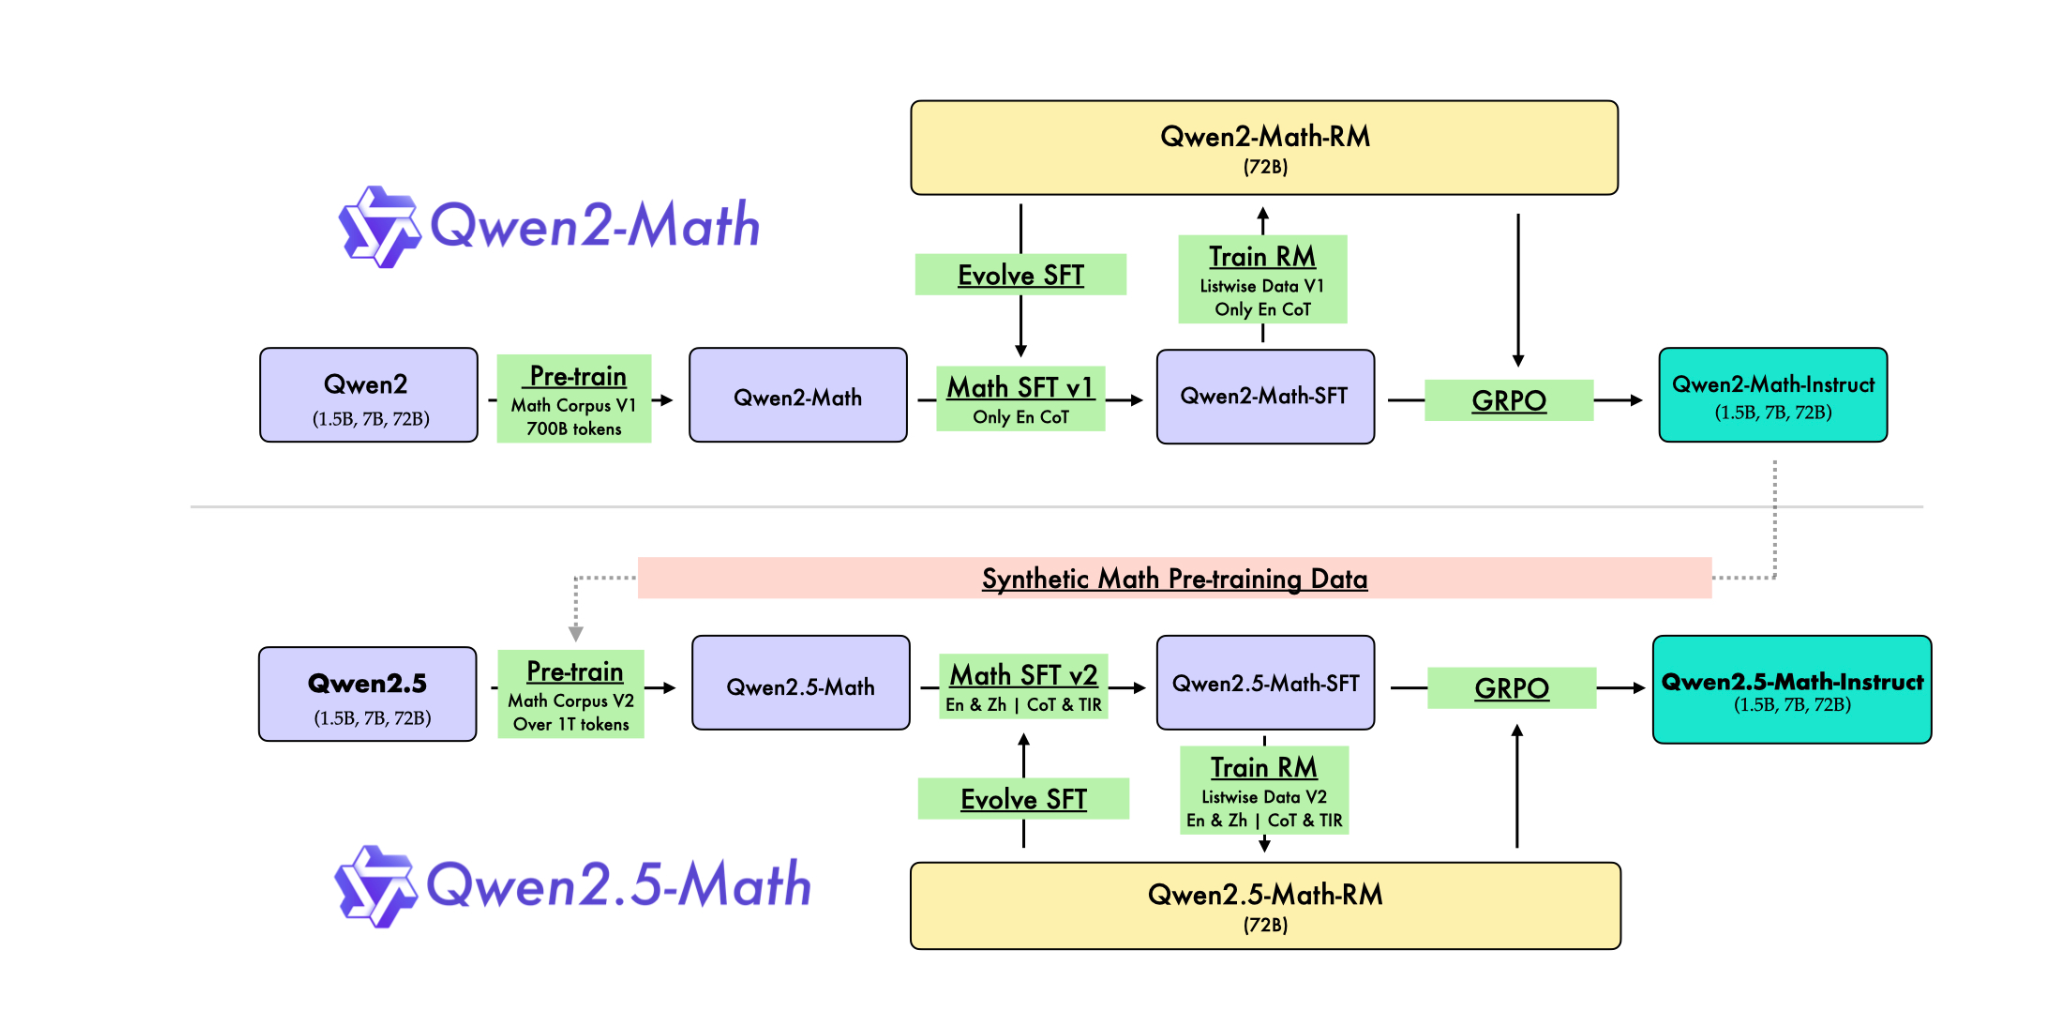 Qwen2-Math-RM
(72B)
Qwen2-Math
Evolve SFT
Train RM
Listwise Data V1
Only En CoT
Qwen2
(1.5B, 7B, 72B)
Pre-train
Math Corpus V1
700B tokens
Qwen2-Math
Math SFT v1
Only En CoT
Qwen2-Math-SFT
GRPO
Qwen2-Math-Instruct
(1.5B, 7B, 72B)
Synthetic Math Pre-training Data
Qwen2.5
(1.5B, 7B, 72B)
Pre-train
Math Corpus V2
Over 1T tokens
Qwen2.5-Math
Math SFT v2
En & Zh | CoT & TIR
Qwen2.5-Math-SFT
GRPO
Qwen2.5-Math-Instruct
(1.5B, 7B, 72B)
Evolve SFT
Train RM
Listwise Data V2
En & Zh | CoT & TIR
Qwen2.5-Math
Qwen2.5-Math-RM
(72B)